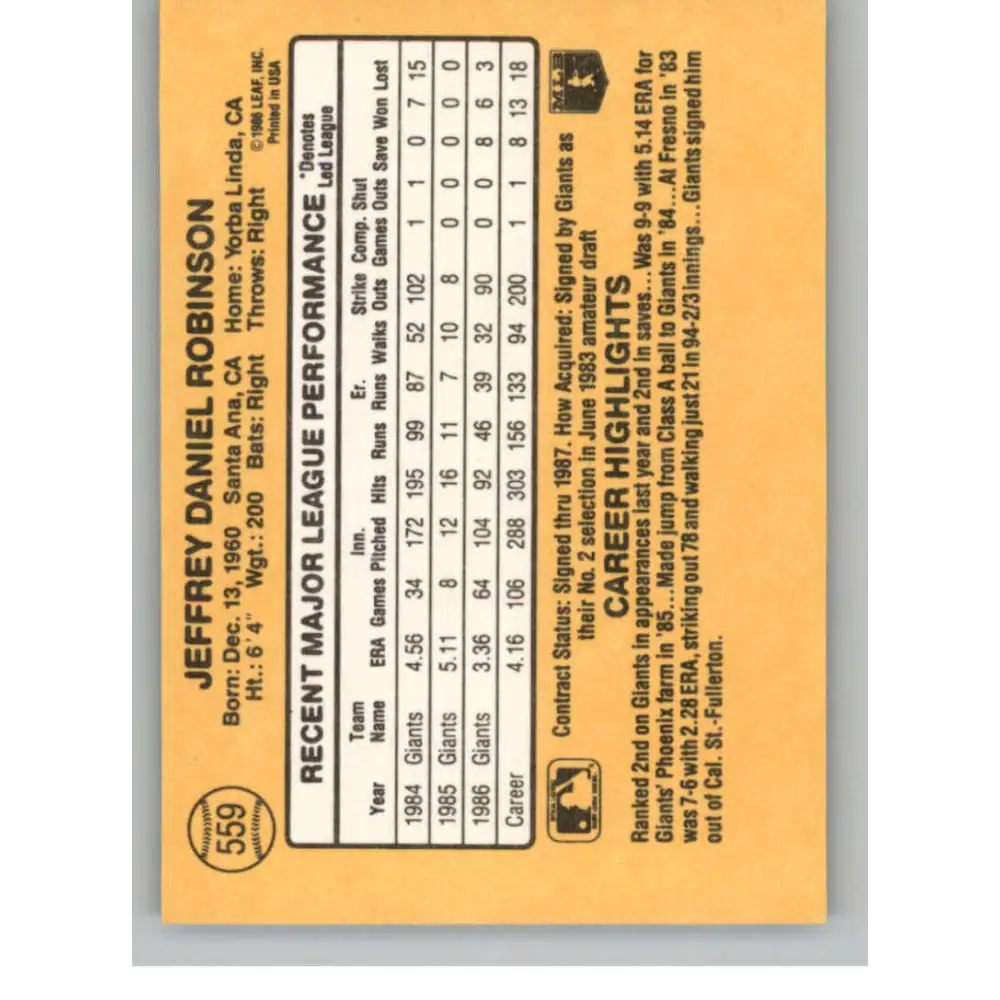 559
JEFFREY DANIEL ROBINSON
Born: Dec. 13, 1960 Santa Ana, CA Home: Yorba Linda, CA
Ht.: 6'4" Wgt.: 200 Bats: Right Throws: Right
© 1986 LEAF, INC.
Printed in USA
RECENT MAJOR LEAGUE PERFORMANCE
*Denotes
Led League
Team Inn. Er. Strike Comp. Shut
Year Name ERA Games Pitched Hits Runs Runs Walks Outs Games Outs Save Won Lost
1984 Giants 4.56 34 172 195 99 87 52 102 1 1 0 7 15
1985 Giants 5.11 8 12 16 11 7 10 8 0 0 0 0 0
1986 Giants 3.36 64 104 92 46 39 32 90 0 0 8 6 3
Career 4.16 106 288 303 156 133 94 200 1 1 8 13 18
Contract Status: Signed thru 1987. How Acquired: Signed by Giants as
their No. 2 selection in June 1983 amateur draft
MLB
CAREER HIGHLIGHTS
Ranked 2nd on Giants in appearances last year and 2nd in saves...Was 9-9 with 5.14 ERA for
Giants' Phoenix farm in '85...Made jump from Class A ball to Giants in '84...At Fresno in '83
was 7-6 with 2.28 ERA, striking out 78 and walking just 21 in 94-2/3 innings...Giants signed him
out of Cal. St.-Fullerton.